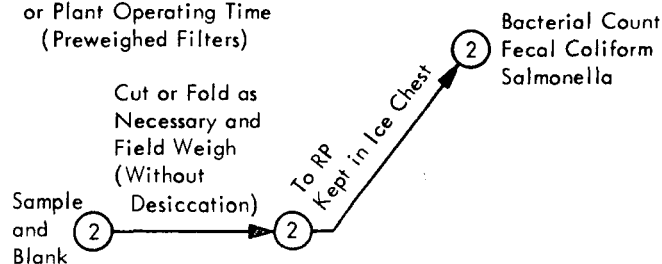 or Plant Operating Time
(Preweighed Filters)
2
Bacterial Count
Fecal Coliform
Salmonella
Cut or Fold as
Necessary and
Field Weigh
(Without
Desiccation)
To RP
Kept in Ice Chest
Sample
and
Blank
2
2